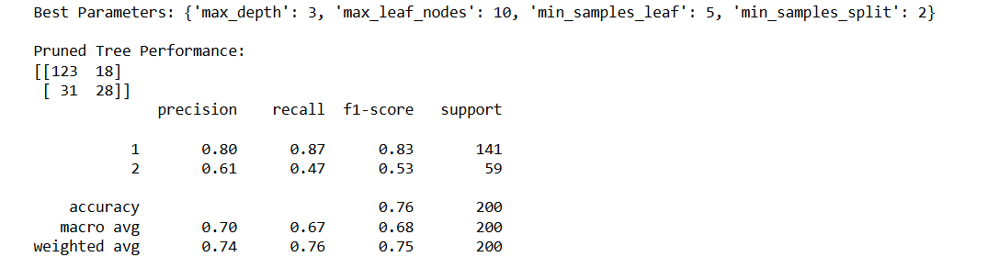 Best Parameters: {'max_depth': 3, 'max_leaf_nodes': 10, 'min_samples_leaf': 5, 'min_samples_split': 2}
Pruned Tree Performance:
[[123  18]
 [ 31  28]]
              precision    recall  f1-score   support
           1       0.80      0.87      0.83       141
           2       0.61      0.47      0.53        59
    accuracy                           0.76       200
   macro avg       0.70      0.67      0.68       200
weighted avg       0.74      0.76      0.75       200